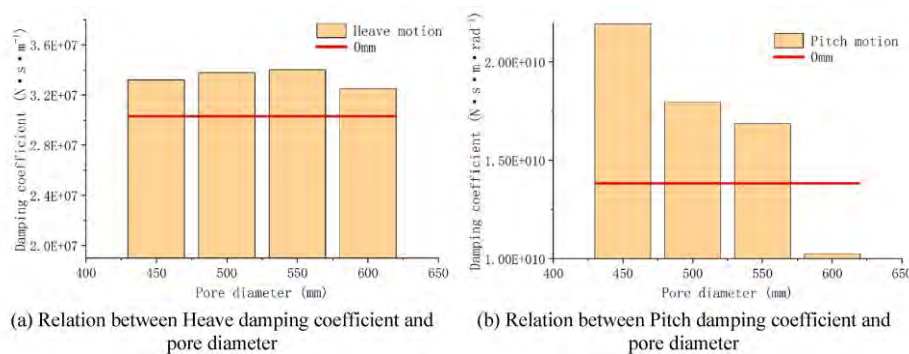 3.6E+07
3.2E+07
2.8E+07
2.4E+07
2.0E+07
Damping coefficient (N·s·m⁻¹)
Heave motion
0mm
400 450 500 550 600 650
Pore diameter (mm)
(a) Relation between Heave damping coefficient and
pore diameter
2.00E+010
1.50E+010
1.00E+010
Damping coefficient (N·s·m·rad⁻¹)
Pitch motion
0mm
400 450 500 550 600 650
Pore diameter (mm)
(b) Relation between Pitch damping coefficient and
pore diameter